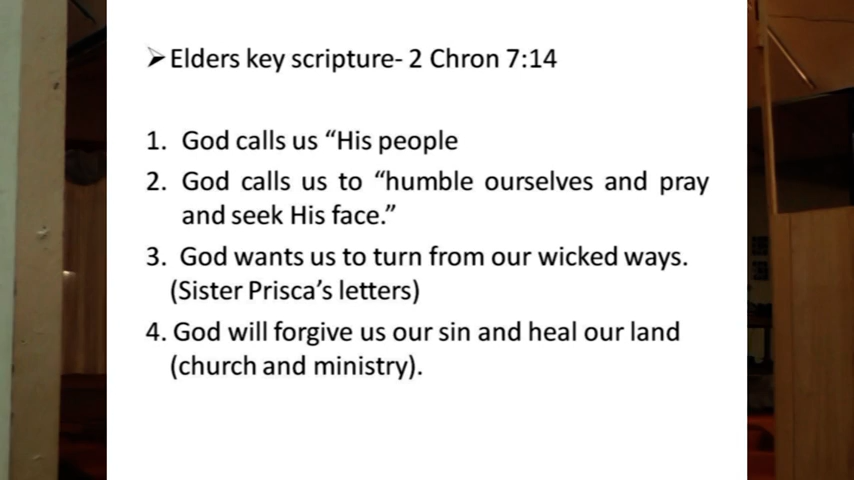 ➢ Elders key scripture- 2 Chron 7:14
1. God calls us “His people
2. God calls us to “humble ourselves and pray
and seek His face.”
3. God wants us to turn from our wicked ways.
(Sister Prisca’s letters)
4. God will forgive us our sin and heal our land
(church and ministry).